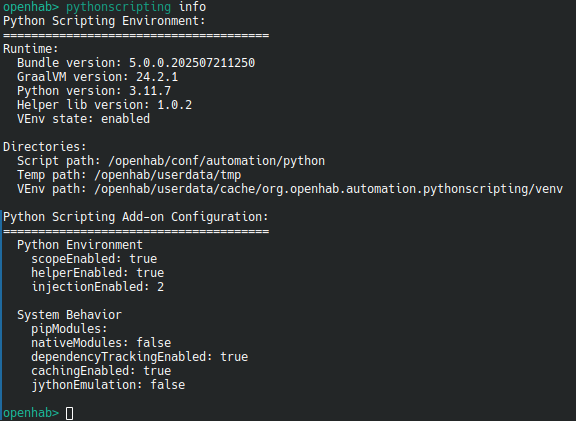 openhab> pythonscripting info
Python Scripting Environment:
======================================
Runtime:
  Bundle version: 5.0.0.202507211250
  GraalVM version: 24.2.1
  Python version: 3.11.7
  Helper lib version: 1.0.2
  VEnv state: enabled

Directories:
  Script path: /openhab/conf/automation/python
  Temp path: /openhab/userdata/tmp
  VEnv path: /openhab/userdata/cache/org.openhab.automation.pythonscripting/venv

Python Scripting Add-on Configuration:
======================================
  Python Environment
    scopeEnabled: true
    helperEnabled: true
    injectionEnabled: 2

  System Behavior
    pipModules:
    nativeModules: false
    dependencyTrackingEnabled: true
    cachingEnabled: true
    jythonEmulation: false

openhab>